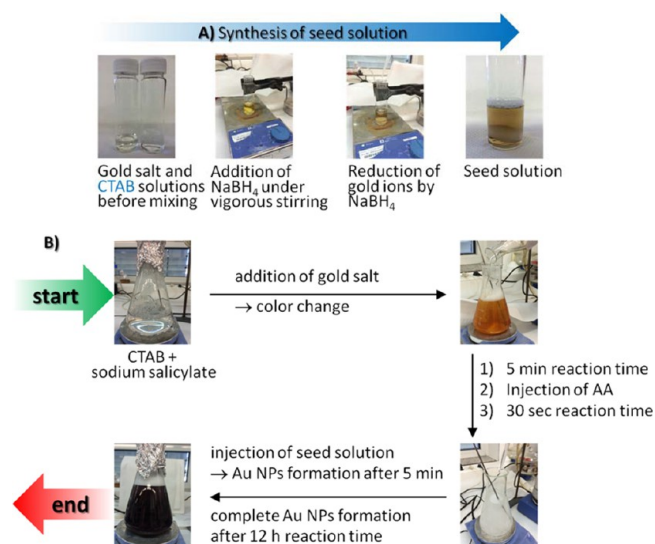 A) Synthesis of seed solution
Gold salt and
CTAB solutions
before mixing
Addition of
NaBH₄ under
vigorous stirring
Reduction of
gold ions by
NaBH₄
Seed solution
B)
start
CTAB +
sodium salicylate
addition of gold salt
→ color change
1) 5 min reaction time
2) Injection of AA
3) 30 sec reaction time
injection of seed solution
→ Au NPs formation after 5 min
complete Au NPs formation
after 12 h reaction time
end